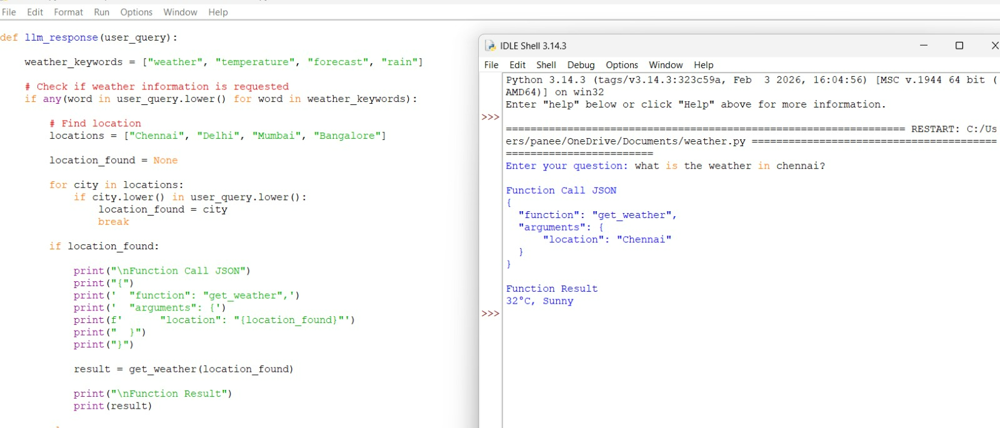 File Edit Format Run Options Window Help
def llm_response(user_query):
    weather_keywords = ["weather", "temperature", "forecast", "rain"]
    # Check if weather information is requested
    if any(word in user_query.lower() for word in weather_keywords):
        # Find location
        locations = ["Chennai", "Delhi", "Mumbai", "Bangalore"]
        location_found = None
        for city in locations:
            if city.lower() in user_query.lower():
                location_found = city
                break
        if location_found:
            print("\nFunction Call JSON")
            print("{")
            print('  "function": "get_weather",')
            print('  "arguments": {')
            print(f'      "location": "{location_found}"')
            print("  }")
            print("}")
            result = get_weather(location_found)
            print("\nFunction Result")
            print(result)
IDLE Shell 3.14.3
File Edit Shell Debug Options Window Help
Python 3.14.3 (tags/v3.14.3:323c59a, Feb  3 2026, 16:04:56) [MSC v.1944 64 bit (
AMD64)] on win32
Enter "help" below or click "Help" above for more information.
>>>
================================================================= RESTART: C:/Us
ers/panee/OneDrive/Documents/weather.py ========================================
========================
Enter your question: what is the weather in chennai?
Function Call JSON
{
  "function": "get_weather",
  "arguments": {
      "location": "Chennai"
  }
}
Function Result
32°C, Sunny
>>>